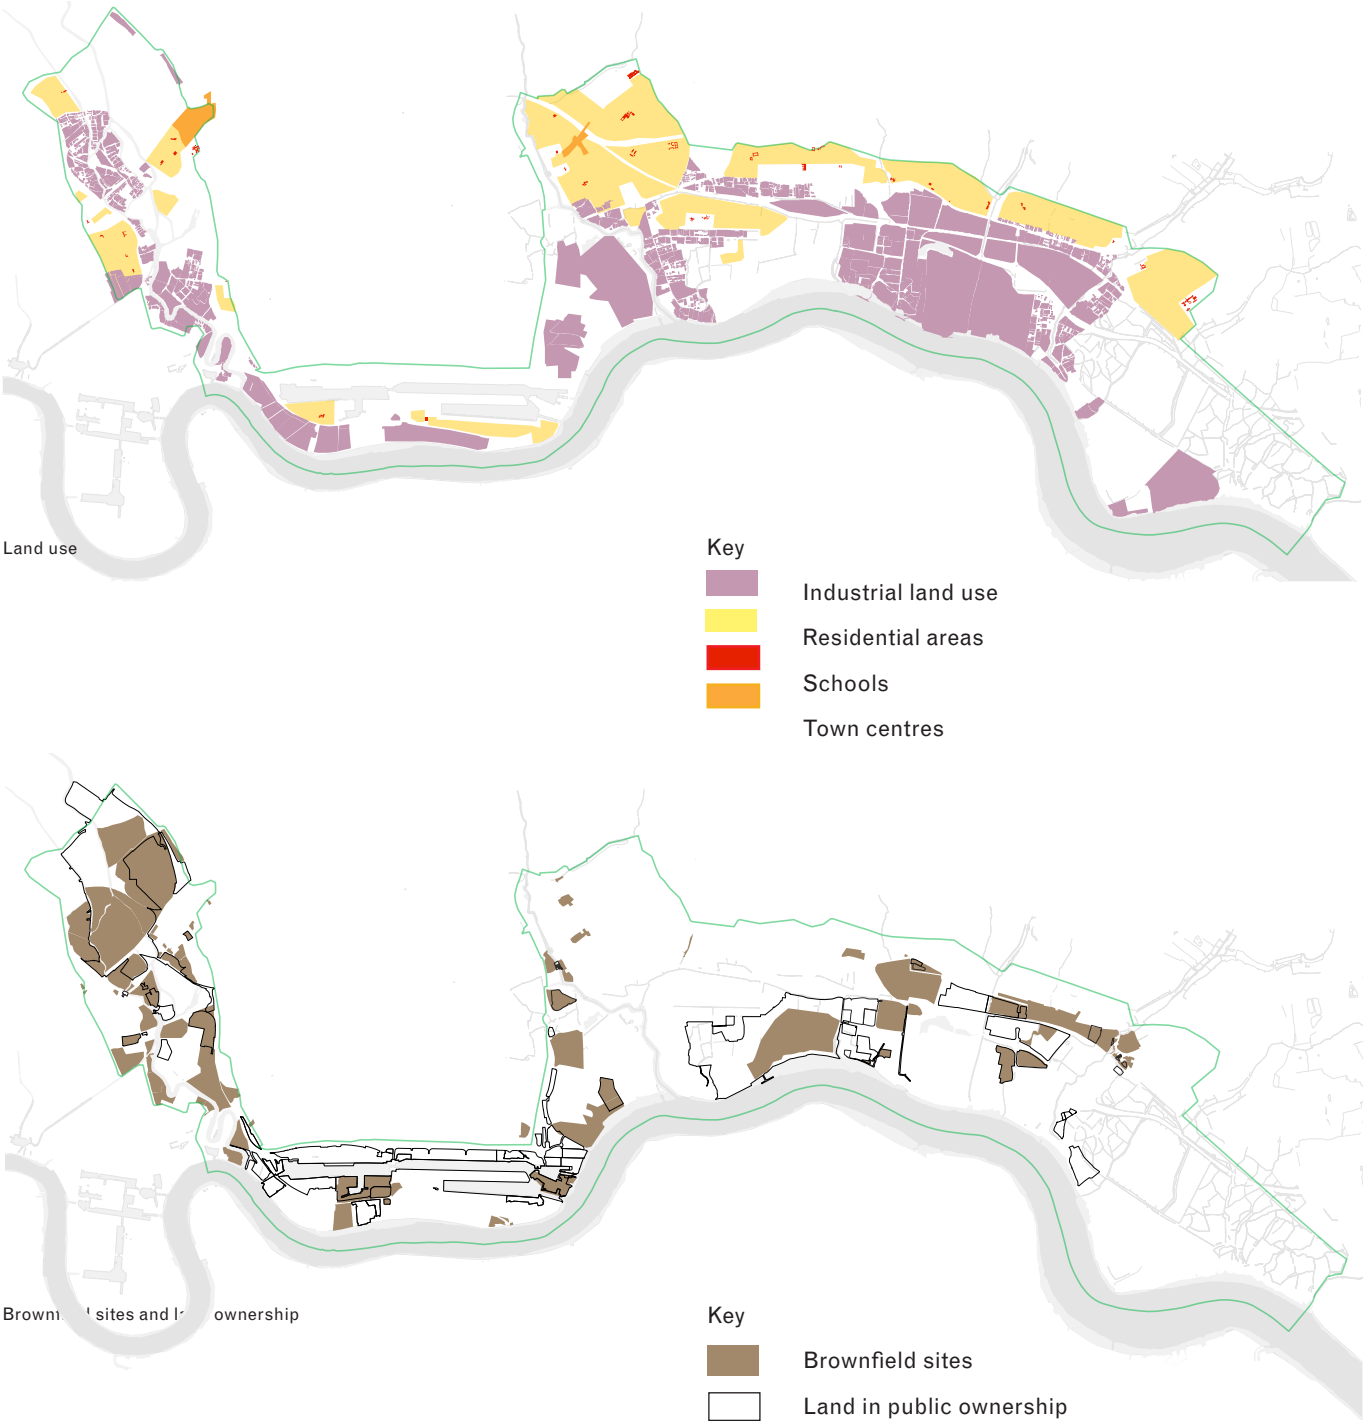 Land use
Key
Industrial land use
Residential areas
Schools
Town centres
sites and ownership
Key
Brownfield sites
Land in public ownership